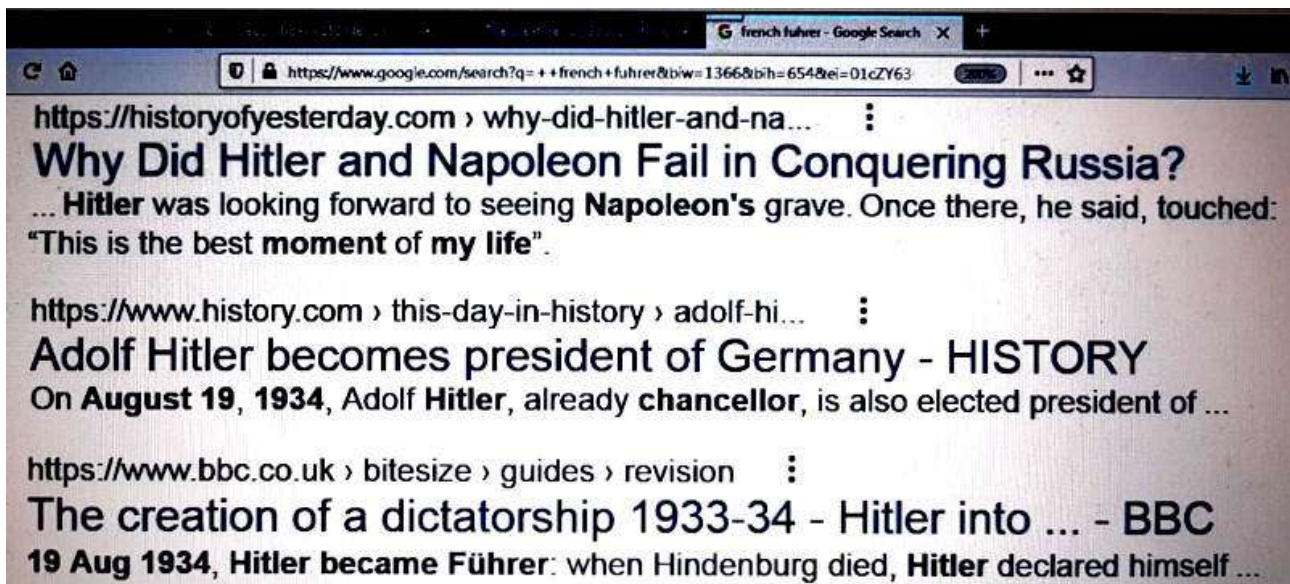 G french fuhrer - Google Search X +
https://www.google.com/search?q=++french+fuhrer&biw=1366&bih=654&ei=01cZY63
https://historyofyesterday.com › why-did-hitler-and-na...
Why Did Hitler and Napoleon Fail in Conquering Russia?
... Hitler was looking forward to seeing Napoleon's grave. Once there, he said, touched:
“This is the best moment of my life”.
https://www.history.com › this-day-in-history › adolf-hi...
Adolf Hitler becomes president of Germany - HISTORY
On August 19, 1934, Adolf Hitler, already chancellor, is also elected president of ...
https://www.bbc.co.uk › bitesize › guides › revision
The creation of a dictatorship 1933-34 - Hitler into ... - BBC
19 Aug 1934, Hitler became Führer: when Hindenburg died, Hitler declared himself ...